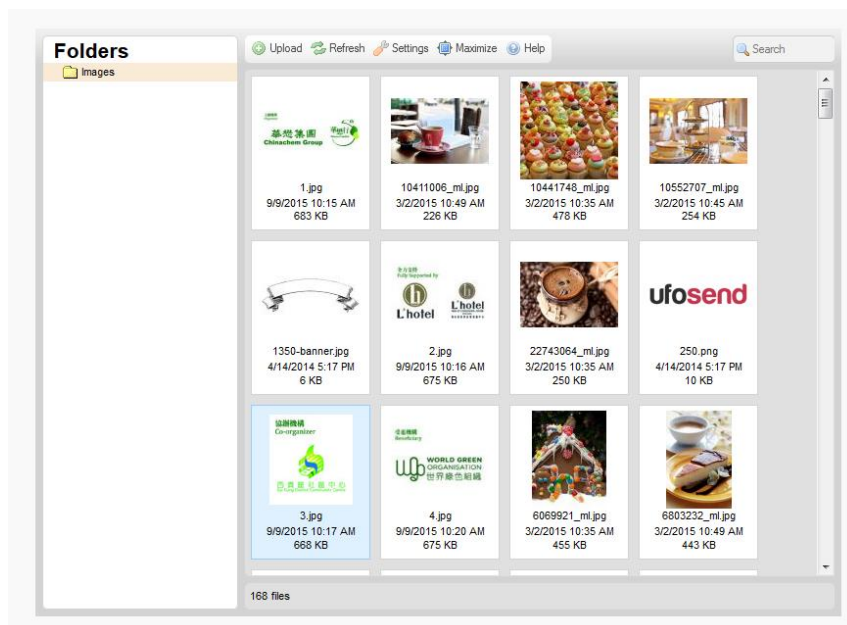 Folders
Images
Upload Refresh Settings Maximize Help
Search
Chinachem Group
1.jpg
9/9/2015 10:15 AM
683 KB
10411006_ml.jpg
3/2/2015 10:49 AM
226 KB
10441748_ml.jpg
3/2/2015 10:35 AM
478 KB
10552707_ml.jpg
3/2/2015 10:45 AM
254 KB
1350-banner.jpg
4/14/2014 5:17 PM
6 KB
Fully Supported by
L'hotel
L'hotel
2.jpg
9/9/2015 10:16 AM
675 KB
22743064_ml.jpg
3/2/2015 10:35 AM
250 KB
ufosend
250.png
4/14/2014 5:17 PM
10 KB
協辦機構
Co-organizer
3.jpg
9/9/2015 10:17 AM
668 KB
Beneficiary
WORLD GREEN
ORGANISATION
世界綠色組織
4.jpg
9/9/2015 10:20 AM
675 KB
6069921_ml.jpg
3/2/2015 10:35 AM
455 KB
6803232_ml.jpg
3/2/2015 10:49 AM
443 KB
168 files